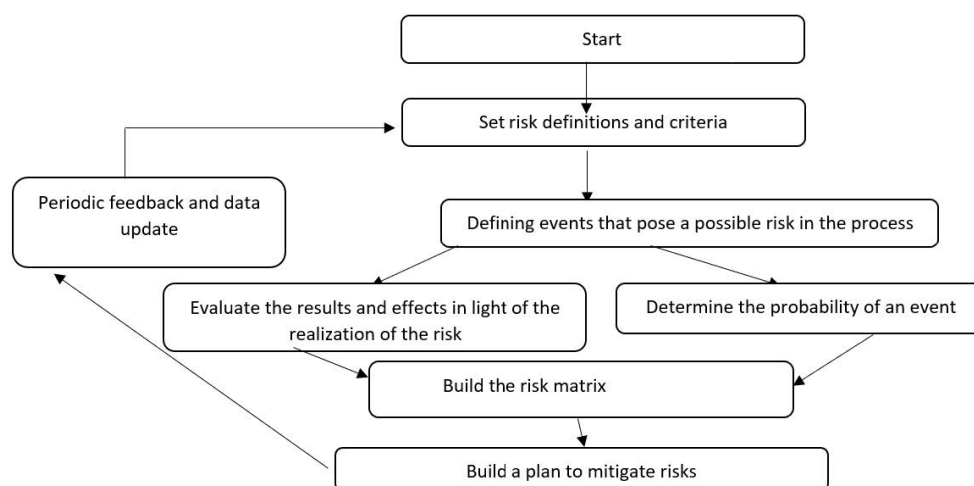 Start
Set risk definitions and criteria
Periodic feedback and data
update
Defining events that pose a possible risk in the process
Evaluate the results and effects in light of the
realization of the risk
Determine the probability of an event
Build the risk matrix
Build a plan to mitigate risks